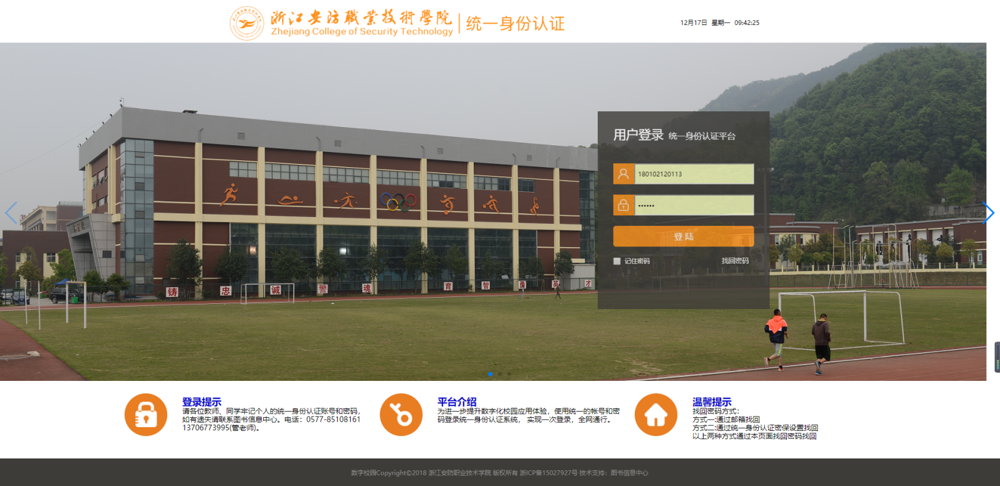 浙江安防職業技術學院
Zhejiang College of Security Technology
统一身份认证
12月17日 星期一 09:42:25
用户登录 统一身份认证平台
180102120113
••••••
登 陆
记住密码 找回密码
铸 忠 诚 警 魂 育 智 勇 英 才
登录提示
请各位教师、同学牢记个人的统一身份认证账号和密码，
如有遗失请联系图书信息中心。电话：0577-85108161
13706773995(管老师)。
平台介绍
为进一步提升数字化校园应用体验，使用统一的帐号和密
码登录统一身份认证系统， 实现一次登录，全网通行。
温馨提示
找回密码方式：
方式一:通过邮箱找回
方式二:通过统一身份认证密保设置找回
以上两种方式通过本页面找回密码找回
数字校园Copyright©2018 浙江安防职业技术学院 版权所有 浙ICP备15027927号 技术支持：图书信息中心